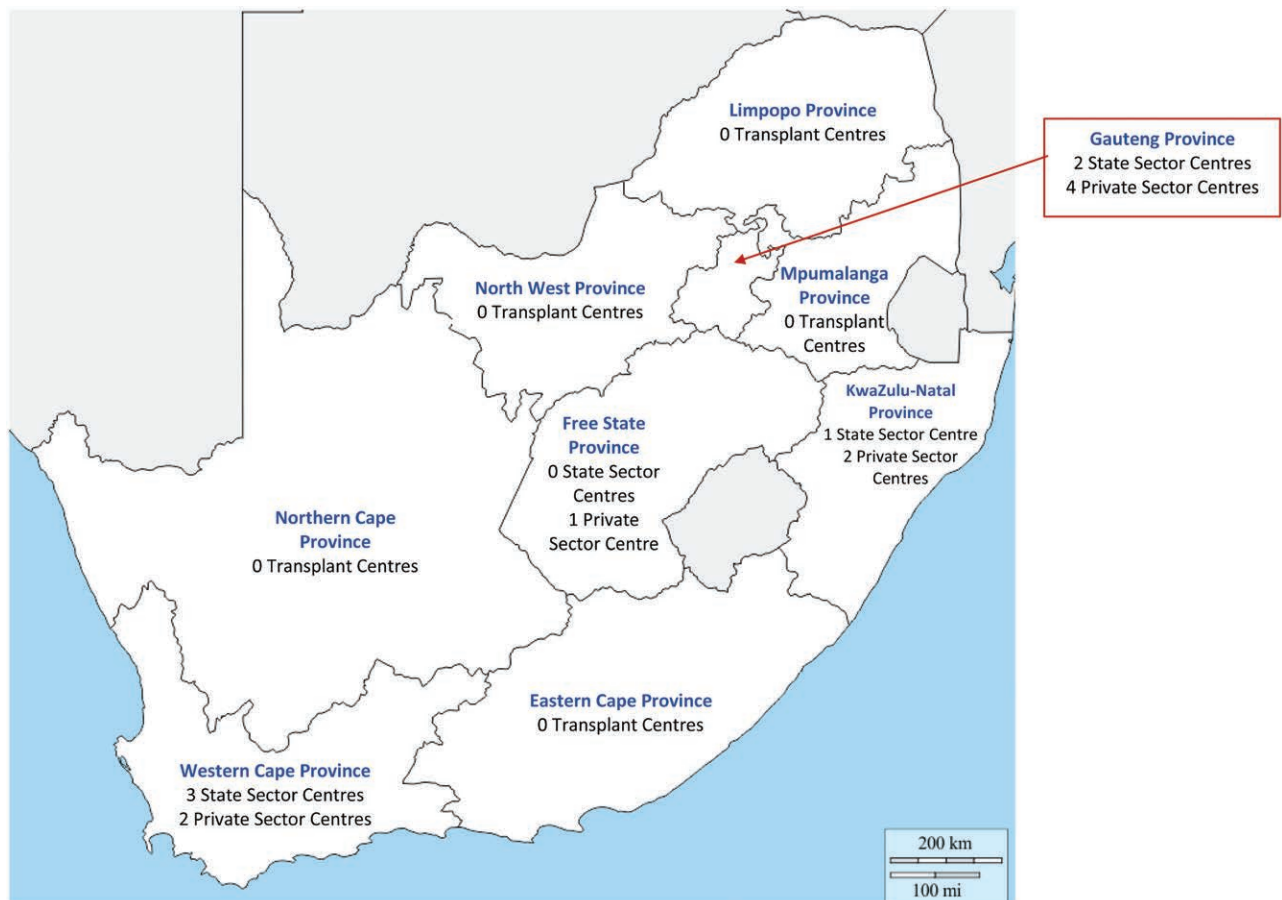 Limpopo Province
0 Transplant Centres
Gauteng Province
2 State Sector Centres
4 Private Sector Centres
North West Province
0 Transplant Centres
Mpumalanga
Province
0 Transplant
Centres
KwaZulu-Natal
Province
1 State Sector Centre
2 Private Sector
Centres
Free State
Province
0 State Sector
Centres
1 Private
Sector Centre
Northern Cape
Province
0 Transplant Centres
Eastern Cape Province
0 Transplant Centres
Western Cape Province
3 State Sector Centres
2 Private Sector Centres
200 km
100 mi